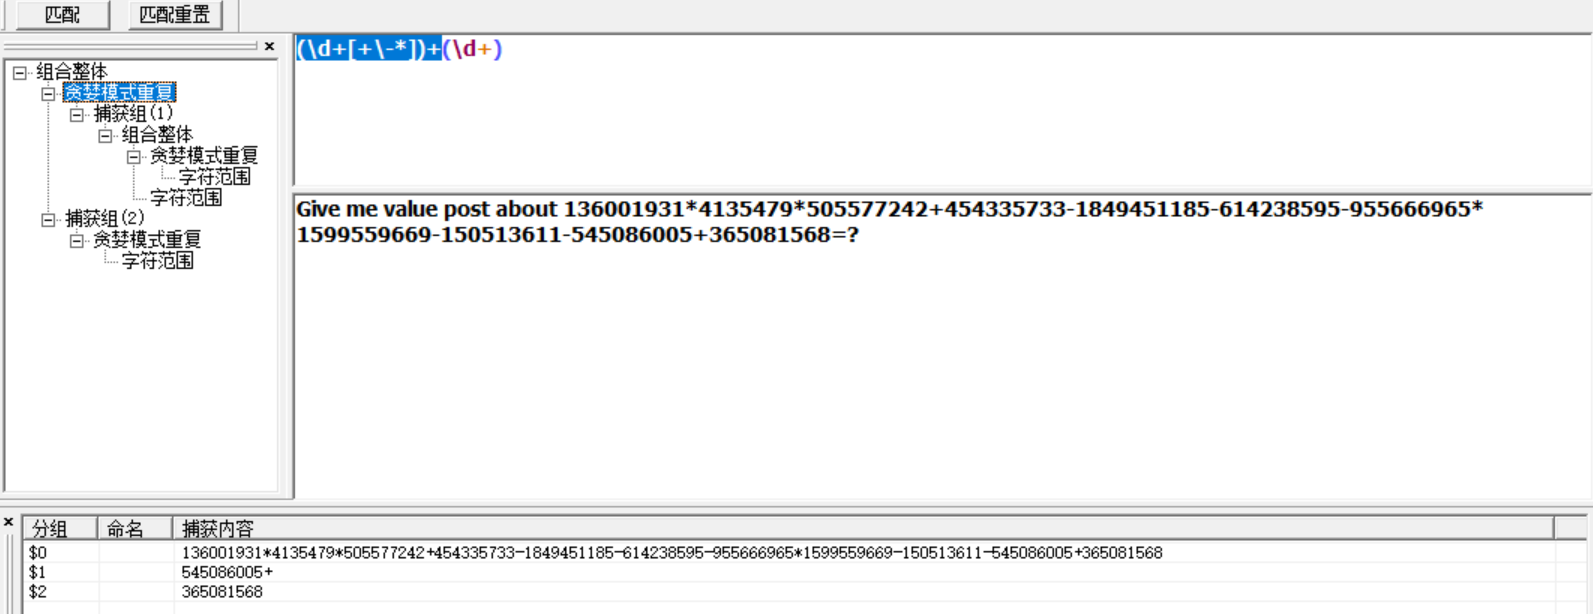 匹配 匹配重置
组合整体
贪婪模式重复
捕获组(1)
组合整体
贪婪模式重复
字符范围
字符范围
捕获组(2)
贪婪模式重复
字符范围
(\d+[+\-*])+(\d+)
Give me value post about 136001931*4135479*505577242+454335733-1849451185-614238595-955666965*
1599559669-150513611-545086005+365081568=?
分组 命名 捕获内容
$0 136001931*4135479*505577242+454335733-1849451185-614238595-955666965*1599559669-150513611-545086005+365081568
$1 545086005+
$2 365081568